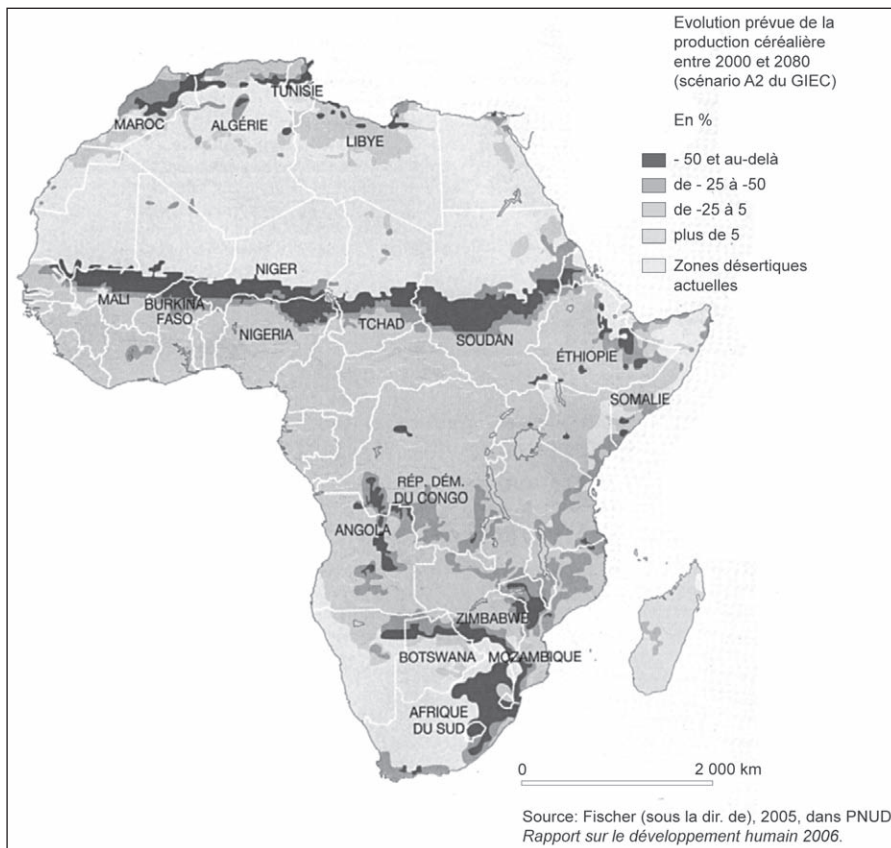 Evolution prévue de la
production céréalière
entre 2000 et 2080
(scénario A2 du GIEC)
En %
- 50 et au-delà
de - 25 à -50
de -25 à 5
plus de 5
Zones désertiques
actuelles
TUNISIE
MAROC
ALGÉRIE
LIBYE
NIGER
MALI
BURKINA
FASO
NIGERIA
TCHAD
SOUDAN
ÉTHIOPIE
SOMALIE
RÉP. DÉM.
DU CONGO
ANGOLA
ZIMBABWE
BOTSWANA
MOZAMBIQUE
AFRIQUE
DU SUD
0 2 000 km
Source: Fischer (sous la dir. de), 2005, dans PNUD
Rapport sur le développement humain 2006.